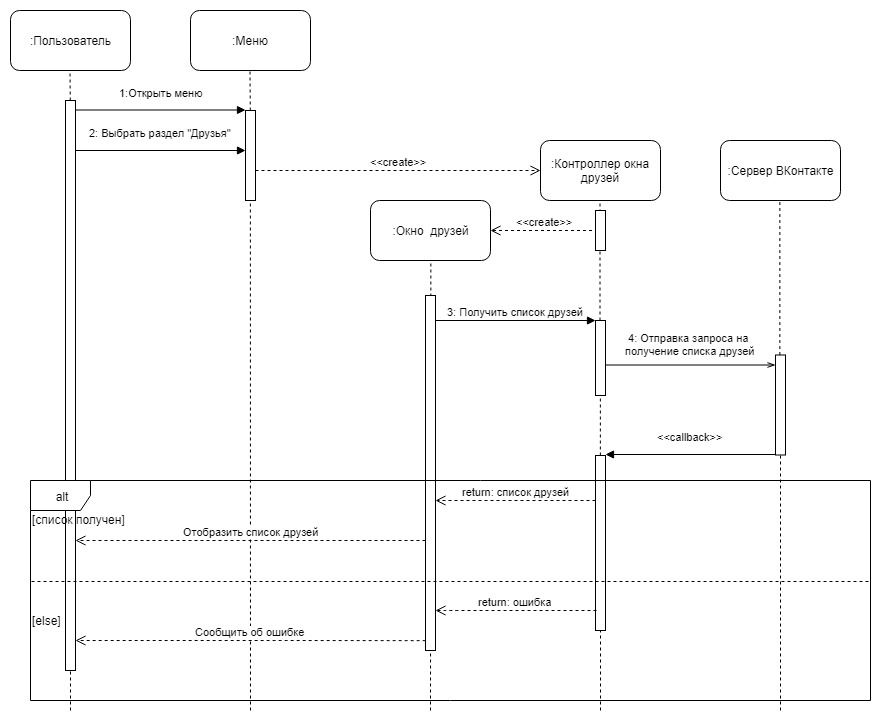 :Пользователь
:Меню
1:Открыть меню
2: Выбрать раздел "Друзья"
<<create>>
:Контроллер окна
друзей
:Сервер ВКонтакте
<<create>>
:Окно друзей
3: Получить список друзей
4: Отправка запроса на
получение списка друзей
<<callback>>
alt
return: список друзей
[список получен]
Отобразить список друзей
return: ошибка
[else]
Сообщить об ошибке